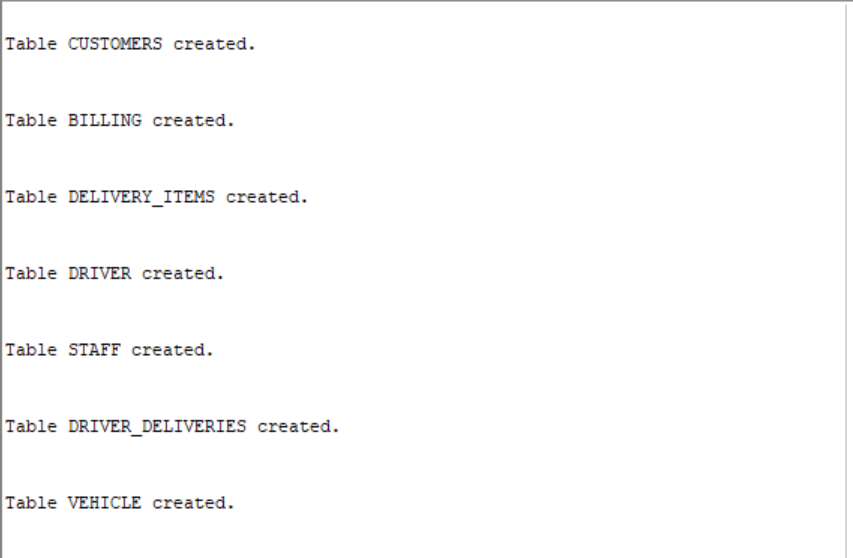 Table CUSTOMERS created.
Table BILLING created.
Table DELIVERY_ITEMS created.
Table DRIVER created.
Table STAFF created.
Table DRIVER_DELIVERIES created.
Table VEHICLE created.